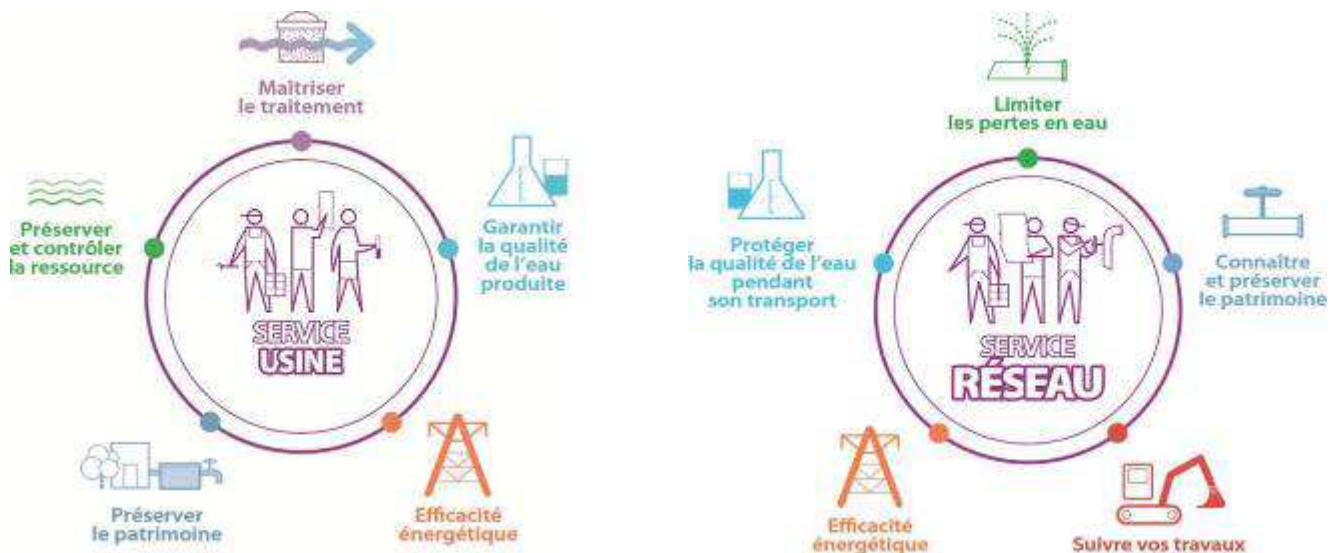 Maîtriser
le traitement
Préserver
et contrôler
la ressource
Garantir
la qualité
de l'eau
produite
SERVICE
USINE
Préserver
le patrimoine
Efficacité
énergétique
Limiter
les pertes en eau
Protéger
la qualité de l'eau
pendant
son transport
Connaître
et préserver
le patrimoine
SERVICE
RÉSEAU
Efficacité
énergétique
Suivre vos travaux